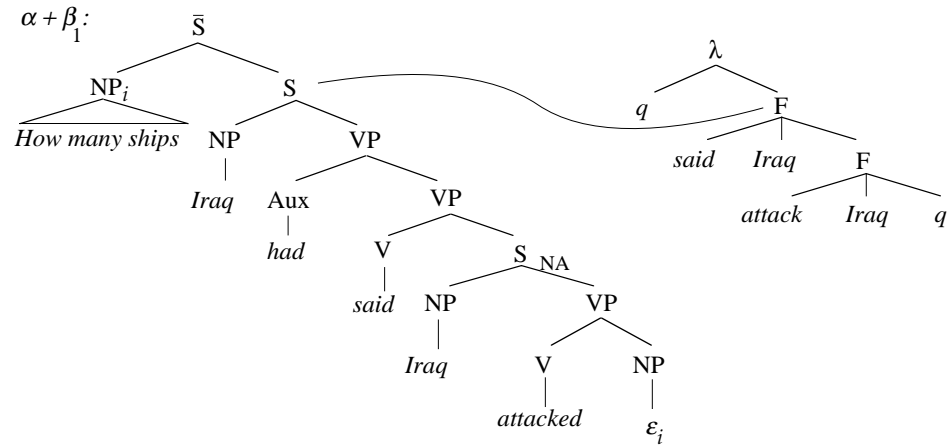 α + β₁:
S̄
λ
NPᵢ S
q F
How many ships NP VP
said Iraq F
Iraq Aux VP
attack Iraq q
had V S NA
said NP VP
Iraq V NP
attacked εᵢ